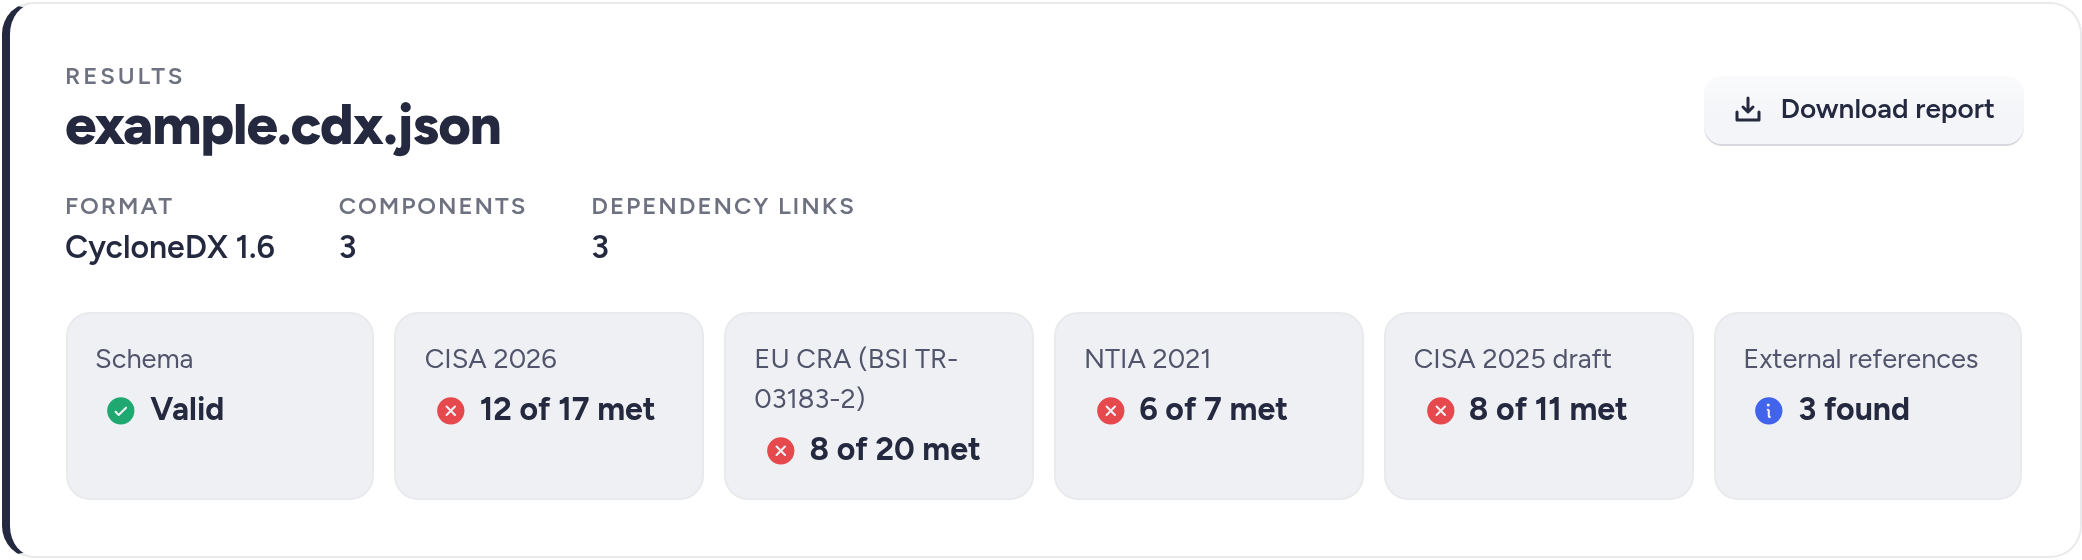 RESULTS
example.cdx.json
Download report
FORMAT
CycloneDX 1.6
COMPONENTS
3
DEPENDENCY LINKS
3
Schema
Valid
CISA 2026
12 of 17 met
EU CRA (BSI TR-
03183-2)
8 of 20 met
NTIA 2021
6 of 7 met
CISA 2025 draft
8 of 11 met
External references
3 found